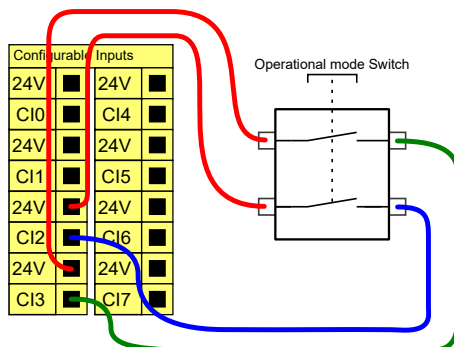 Configurable Inputs
24V 24V
CI0 CI4
24V 24V
CI1 CI5
24V 24V
CI2 CI6
24V 24V
CI3 CI7
Operational mode Switch